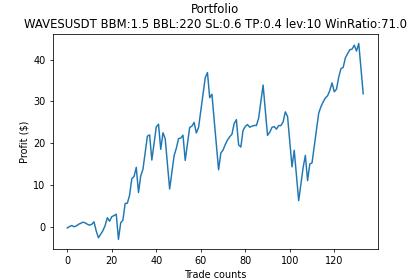 Portfolio
WAVESUSDT BBM:1.5 BBL:220 SL:0.6 TP:0.4 lev:10 WinRatio:71.0
40
30
20
10
0
Profit ($)
0 20 40 60 80 100 120
Trade counts